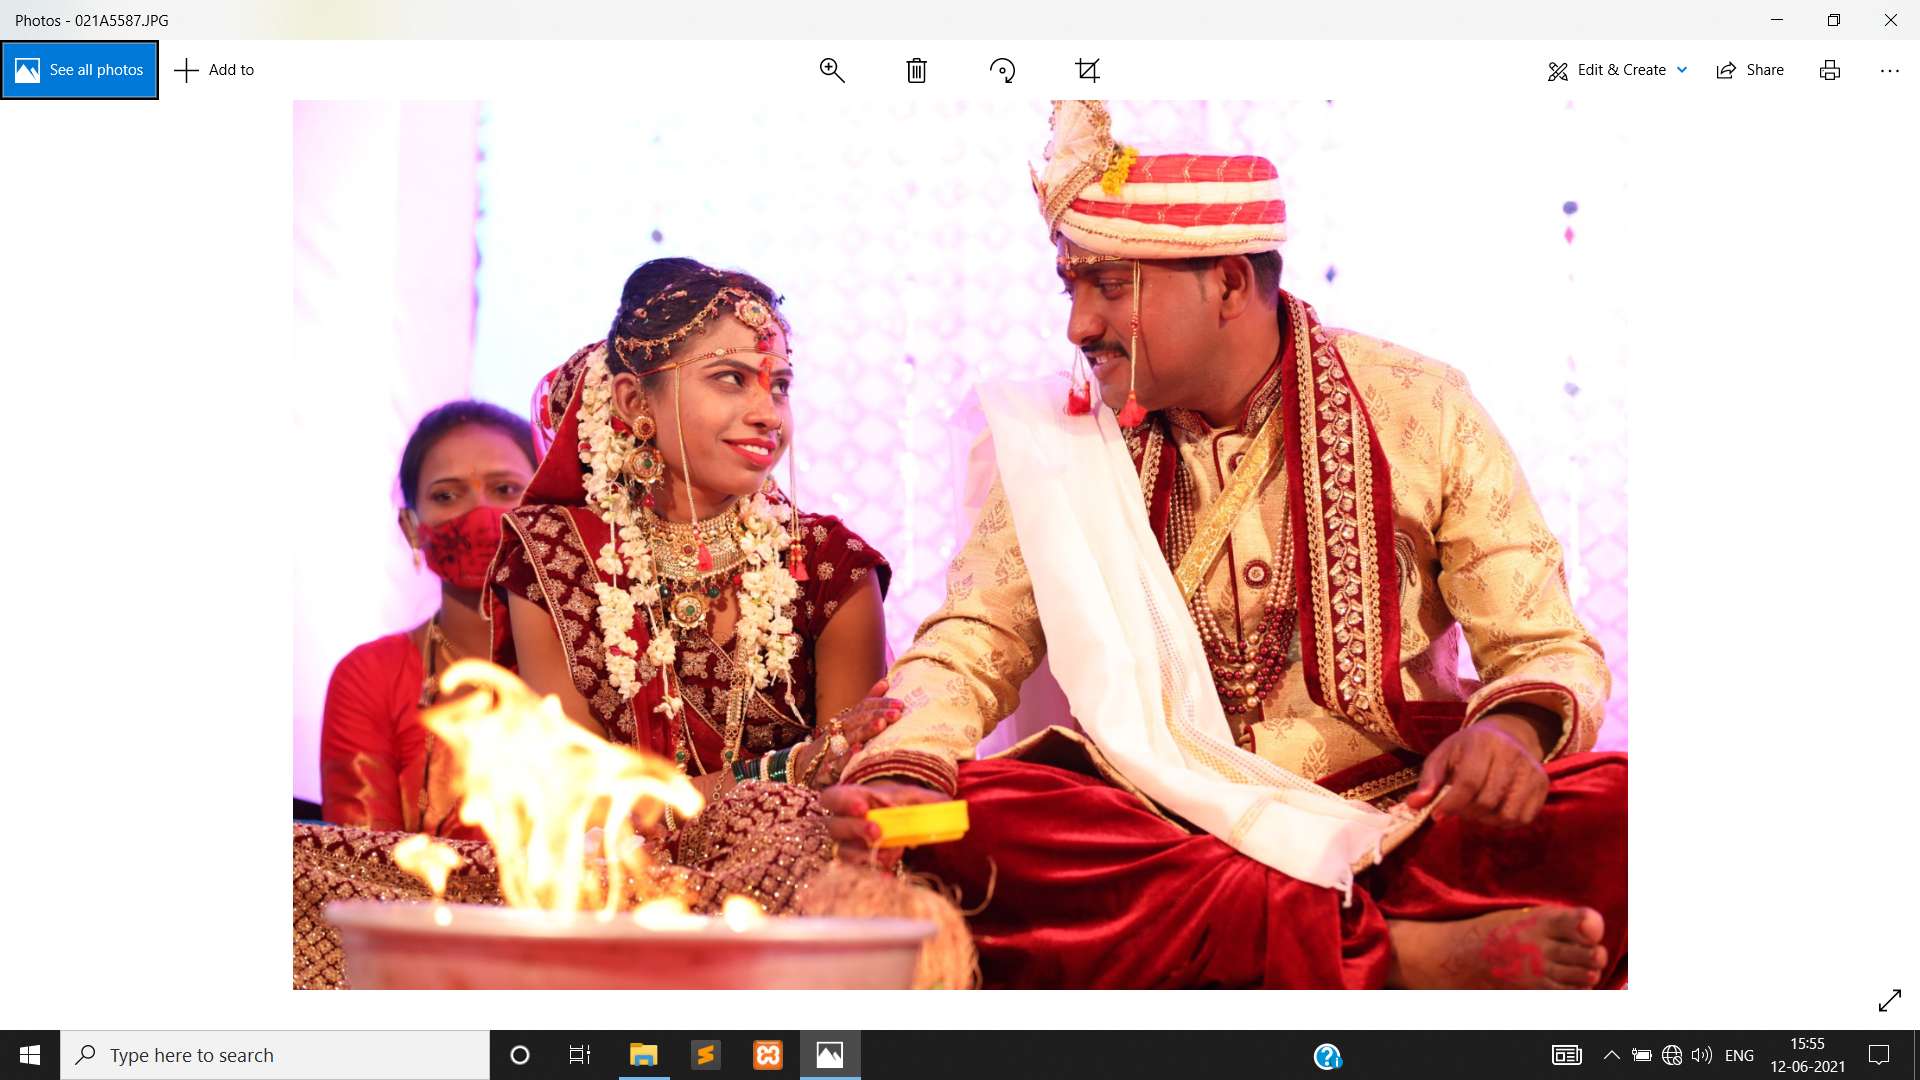 Photos - 021A5587.JPG
See all photos
Add to
Edit & Create
Share
Type here to search
ENG
15:55
12-06-2021